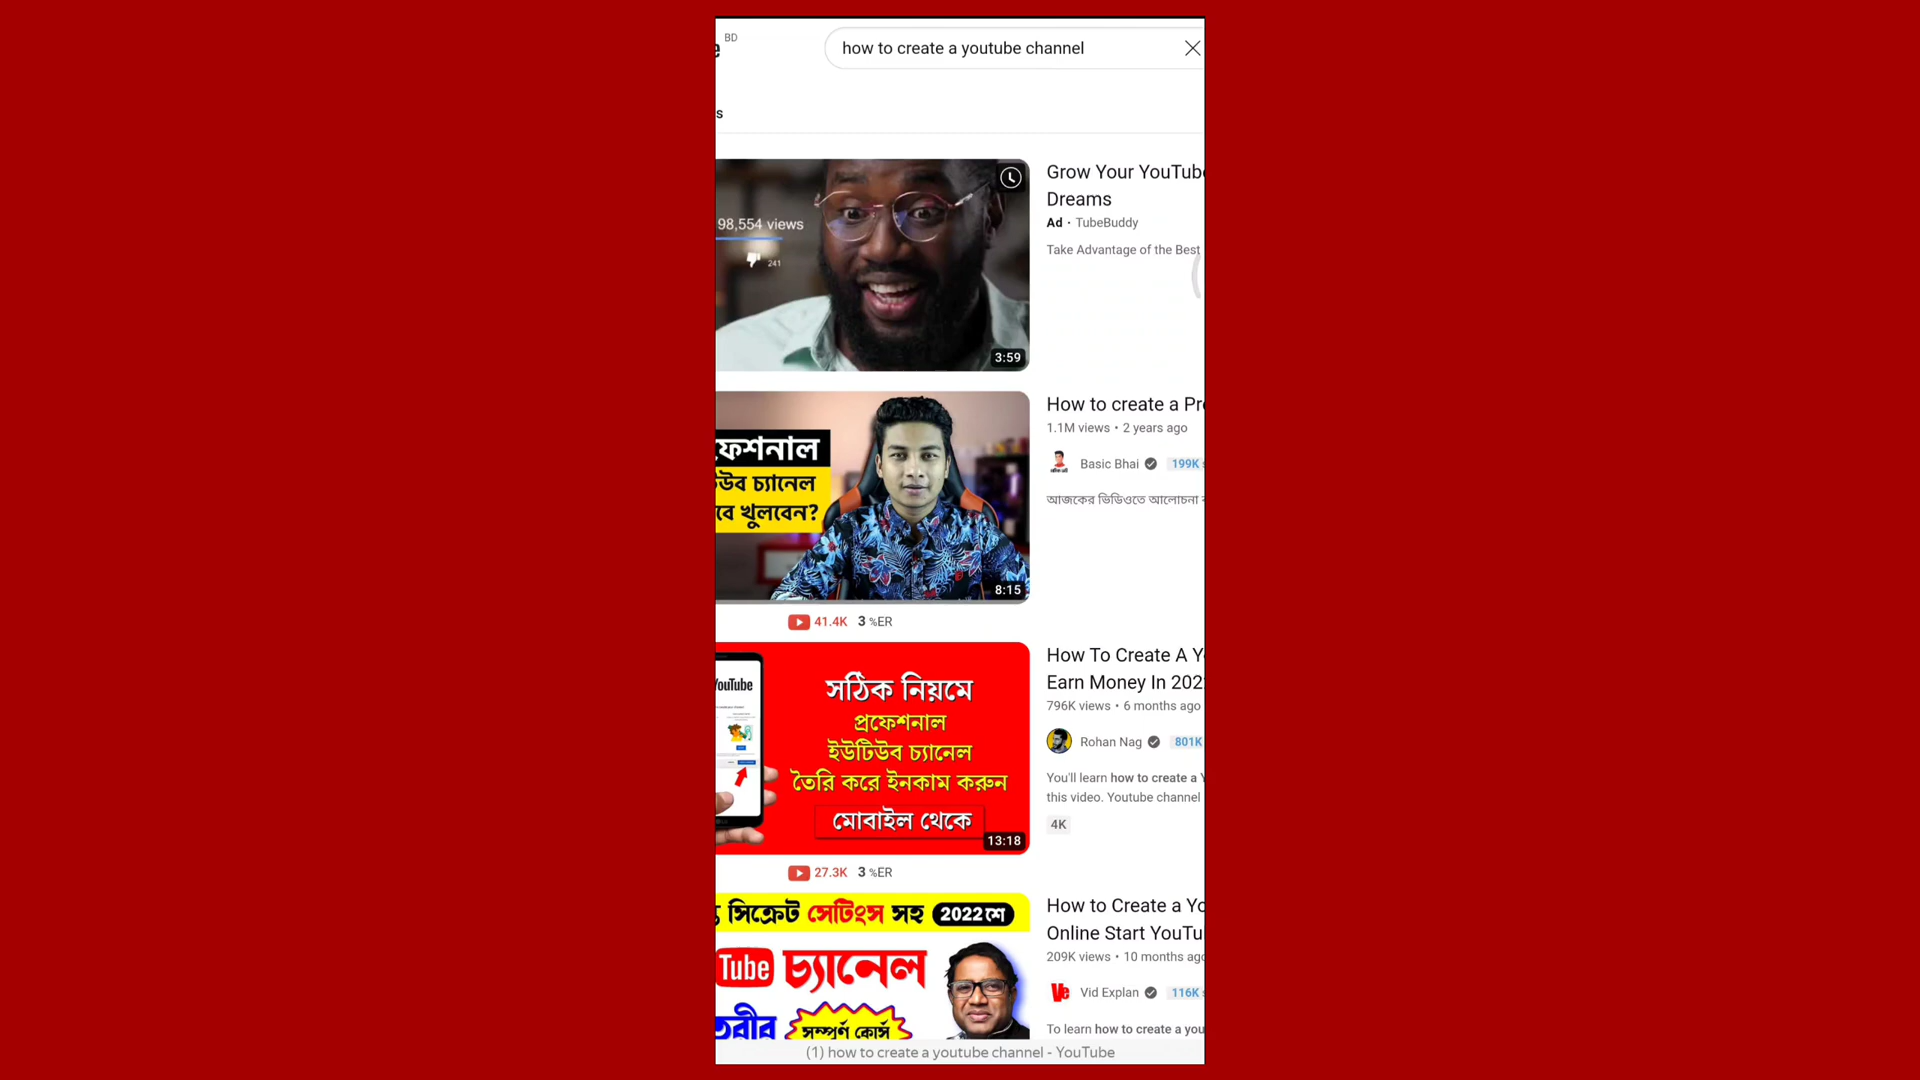 BD
how to create a youtube channel
s
98,554 views
241
3:59
Grow Your YouTube
Dreams
Ad • TubeBuddy
Take Advantage of the Best
ফেশনাল
উব চ্যানেল
বে খুলবেন?
8:15
How to create a Pr
1.1M views • 2 years ago
Basic Bhai
199K
আজকের ভিডিওতে আলোচনা
41.4K 3 %ER
YouTube
সঠিক নিয়মে
প্রফেশনাল
ইউটিউব চ্যানেল
তৈরি করে ইনকাম করুন
মোবাইল থেকে
13:18
How To Create A Y
Earn Money In 202
796K views • 6 months ago
Rohan Nag
801K
You'll learn how to create a Y
this video. Youtube channel
4K
27.3K 3 %ER
সিক্রেট সেটিংস সহ 2022 শে
Tube চ্যানেল
তৈরীর
সম্পূর্ণ কোর্স
How to Create a Yo
Online Start YouTu
209K views • 10 months ago
Ve Vid Explan
116K
To learn how to create a you
(1) how to create a youtube channel - YouTube